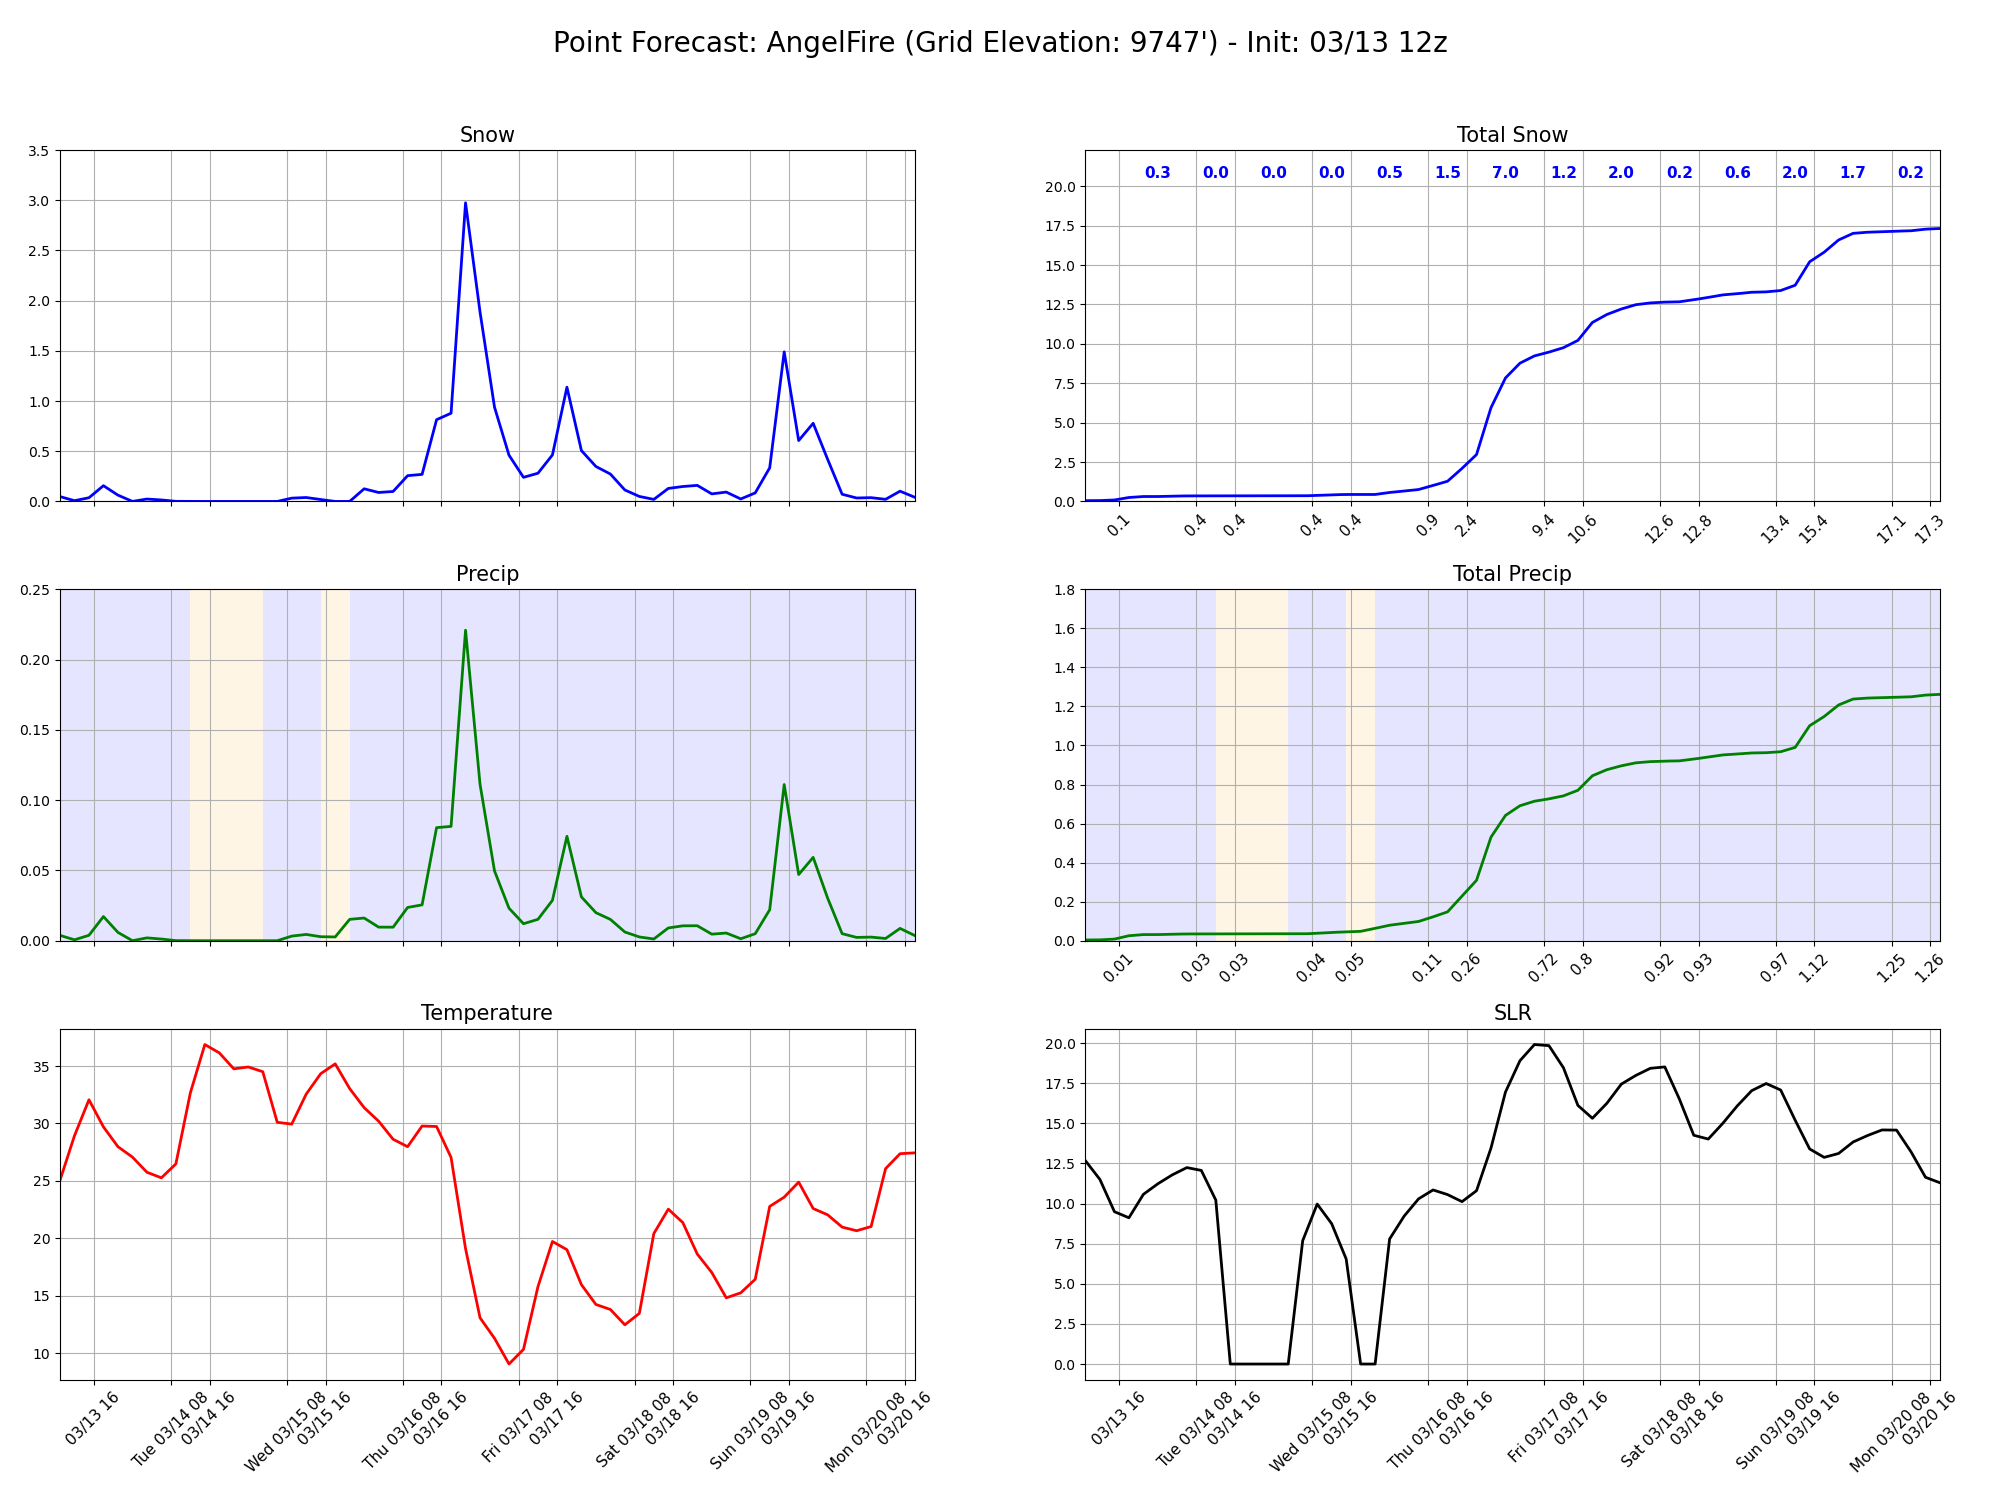 Point Forecast: AngelFire (Grid Elevation: 9747') - Init: 03/13 12z
Snow
3.5
3.0
2.5
2.0
1.5
1.0
0.5
0.0
Total Snow
0.3 0.0 0.0 0.0 0.5 1.5 7.0 1.2 2.0 0.2 0.6 2.0 1.7 0.2
20.0
17.5
15.0
12.5
10.0
7.5
5.0
2.5
0.0
0.1 0.4 0.4 0.4 0.4 0.9 2.4 9.4 10.6 12.6 12.8 13.4 15.4 17.1 17.3
Precip
0.25
0.20
0.15
0.10
0.05
0.00
Total Precip
1.8
1.6
1.4
1.2
1.0
0.8
0.6
0.4
0.2
0.0
0.01 0.03 0.03 0.04 0.05 0.11 0.26 0.72 0.8 0.92 0.93 0.97 1.12 1.25 1.26
Temperature
35
30
25
20
15
10
03/13 16
Tue 03/14 08
03/14 16
Wed 03/15 08
03/15 16
Thu 03/16 08
03/16 16
Fri 03/17 08
03/17 16
Sat 03/18 08
03/18 16
Sun 03/19 08
03/19 16
Mon 03/20 08
03/20 16
SLR
20.0
17.5
15.0
12.5
10.0
7.5
5.0
2.5
0.0
03/13 16
Tue 03/14 08
03/14 16
Wed 03/15 08
03/15 16
Thu 03/16 08
03/16 16
Fri 03/17 08
03/17 16
Sat 03/18 08
03/18 16
Sun 03/19 08
03/19 16
Mon 03/20 08
03/20 16